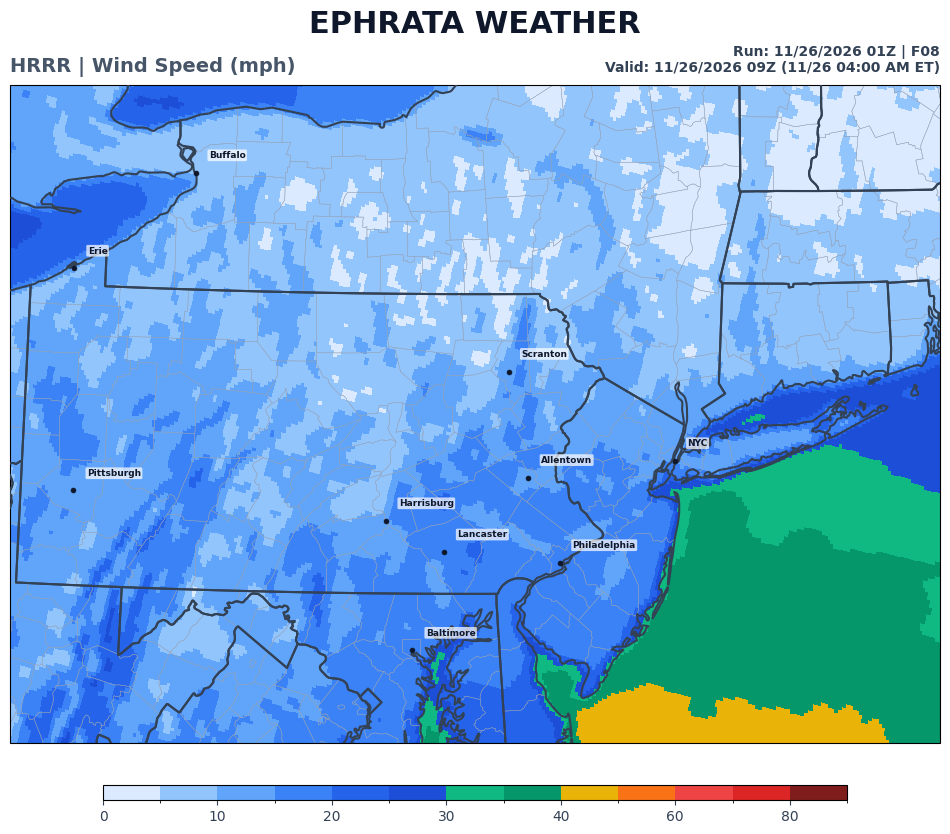 EPHRATA WEATHER
HRRR | Wind Speed (mph)
Run: 11/26/2026 01Z | F08
Valid: 11/26/2026 09Z (11/26 04:00 AM ET)
Buffalo
Erie
Scranton
NYC
Allentown
Pittsburgh
Harrisburg
Lancaster
Philadelphia
Baltimore
0 10 20 30 40 50 60 70 80